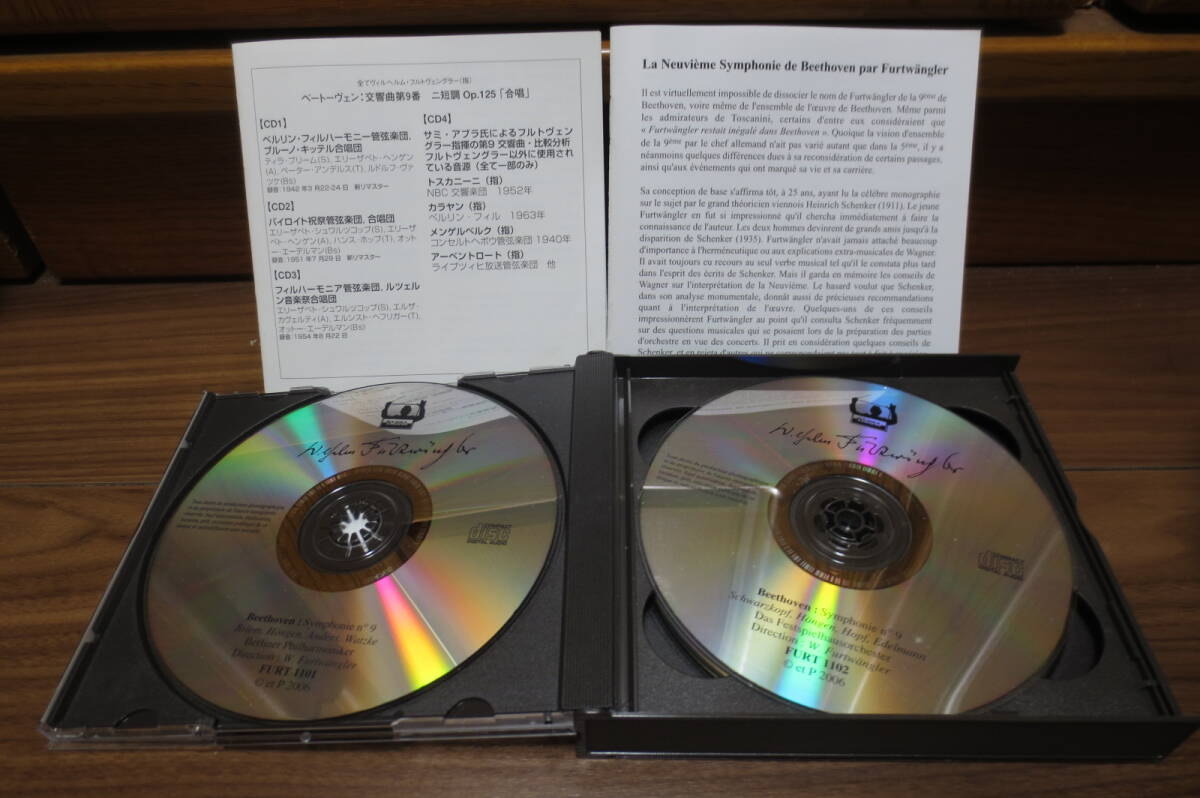 全てヴィルヘルム・フルトヴェングラー(指)
ベートーヴェン:交響曲第9番 ニ短調 Op.125「合唱」
【CD1】
ベルリン・フィルハーモニー管弦楽団,
ブルーノ・キッテル合唱団
ティラ・ブリーム(S), エリーザベト・ヘンゲン
(A), ペーター・アンデルス(T), ルドルフ・ヴァ
ツケ(Bs)
録音:1942年3月22-24日 新リマスター
【CD2】
バイロイト祝祭管弦楽団, 合唱団
エリーザベト・シュワルツコップ(S), エリーザ
ベト・ヘンゲン(A), ハンス・ホップ(T), オット
ー・エーデルマン(Bs)
録音:1951年7月29日 新リマスター
【CD3】
フィルハーモニア管弦楽団, ルツェル
ン音楽祭合唱団
エリーザベト・シュワルツコップ(S), エルザ・
カヴェルティ(A), エルンスト・ヘフリガー(T),
オットー・エーデルマン(Bs)
録音:1954年8月22日
【CD4】
サミ・アブラ氏によるフルトヴェン
グラー指揮の第9 交響曲・比較分析
フルトヴェングラー以外に使用され
ている音源(全て一部のみ)
トスカニーニ(指)
NBC 交響楽団 1952年
カラヤン(指)
ベルリン・フィル 1963年
メンゲルベルク(指)
コンセルトヘボウ管弦楽団 1940年
アーベントロート(指)
ライプツィヒ放送管弦楽団 他
La Neuvième Symphonie de Beethoven par Furtwängler
Il est virtuellement impossible de dissocier le nom de Furtwängler de la 9ème de
Beethoven, voire même de l'ensemble de l'œuvre de Beethoven. Même parmi
les admirateurs de Toscanini, certains d'entre eux considéraient que
« Furtwängler restait inégalé dans Beethoven ». Quoique la vision d'ensemble
de la 9ème par le chef allemand n'ait pas varié autant que dans la 5ème, il y a
néanmoins quelques différences dues à sa reconsidération de certains passages,
ainsi qu'aux événements qui ont marqué sa vie et sa carrière.
Sa conception de base s'affirma tôt, à 25 ans, ayant lu la célèbre monographie
sur le sujet par le grand théoricien viennois Heinrich Schenker (1911). Le jeune
Furtwängler en fut si impressionné qu'il chercha immédiatement à faire la
connaissance de l'auteur. Les deux hommes devinrent de grands amis jusqu'à la
disparition de Schenker (1935). Furtwängler n'avait jamais attaché beaucoup
d'importance à l'herméneutique ou aux explications extra-musicales de Wagner.
Il avait toujours eu recours au seul verbe musical tel qu'il le constata plus tard
dans l'esprit des écrits de Schenker. Mais il garda en mémoire les conseils de
Wagner sur l'interprétation de la Neuvième. Le hasard voulut que Schenker,
dans son analyse monumentale, donnât aussi de précieuses recommandations
quant à l'interprétation de l'œuvre. Quelques-uns de ces conseils
impressionnèrent Furtwängler au point qu'il consulta Schenker fréquemment
sur des questions musicales qui se posaient lors de la préparation des parties
d'orchestre en vue des concerts. Il prit en considération quelques conseils de
Schenker, et en rejeta d'autres qui ne correspondaient pas
Wilhelm Furtwängler
COMPACT
disc
DIGITAL AUDIO
Beethoven : Symphonie n° 9
Briem, Höngen, Anders, Watzke
Berliner Philharmoniker
Direction : W. Furtwängler
FURT 1101
© et P 2006
Wilhelm Furtwängler
disc
Beethoven : Symphonie n° 9
Schwarzkopf, Höngen, Hopf, Edelmann
Das Festspielhausorchester
Direction : W. Furtwängler
FURT 1102
© et P 2006